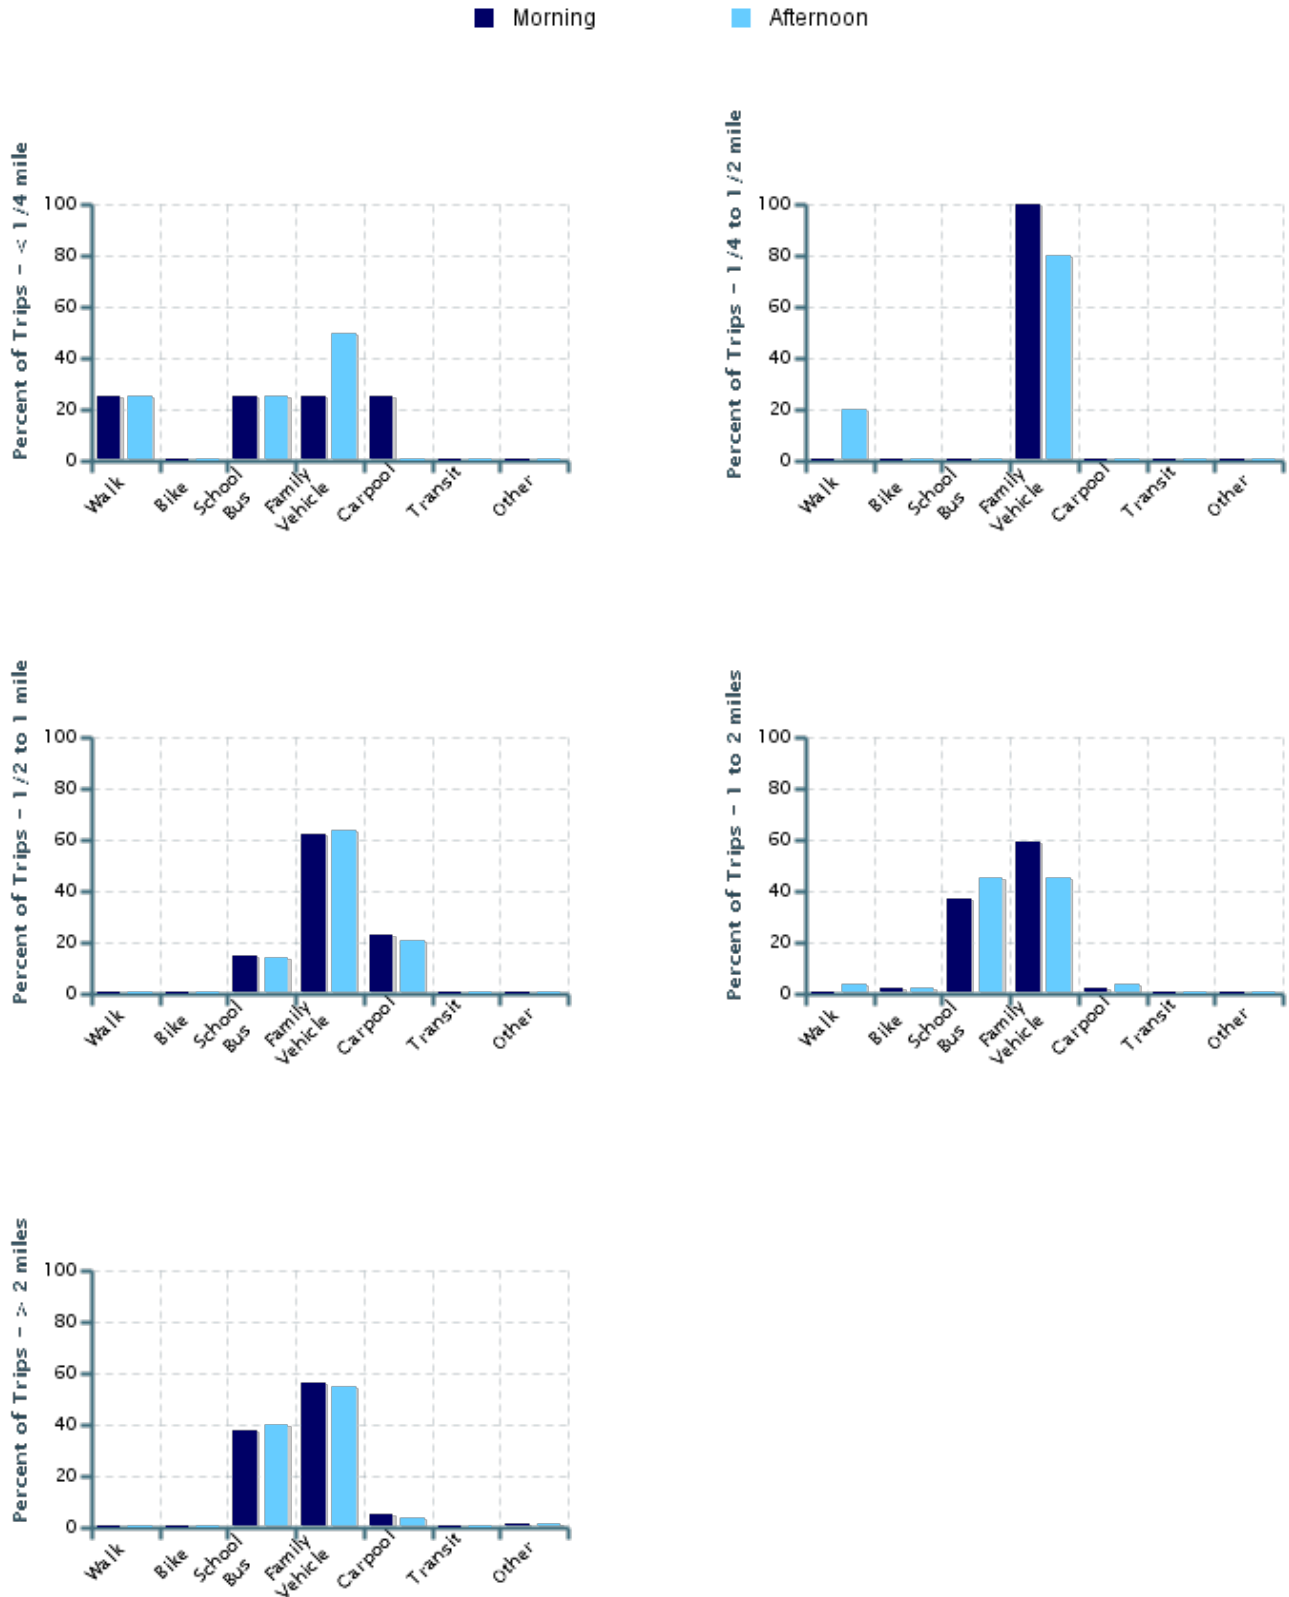 Morning Afternoon
Percent of Trips - < 1/4 mile
100
80
60
40
20
0
Walk
Bike
School
Bus
Family
Vehicle
Carpool
Transit
Other
Percent of Trips - 1/4 to 1/2 mile
100
80
60
40
20
0
Walk
Bike
School
Bus
Family
Vehicle
Carpool
Transit
Other
Percent of Trips - 1/2 to 1 mile
100
80
60
40
20
0
Walk
Bike
School
Bus
Family
Vehicle
Carpool
Transit
Other
Percent of Trips - 1 to 2 miles
100
80
60
40
20
0
Walk
Bike
School
Bus
Family
Vehicle
Carpool
Transit
Other
Percent of Trips - > 2 miles
100
80
60
40
20
0
Walk
Bike
School
Bus
Family
Vehicle
Carpool
Transit
Other